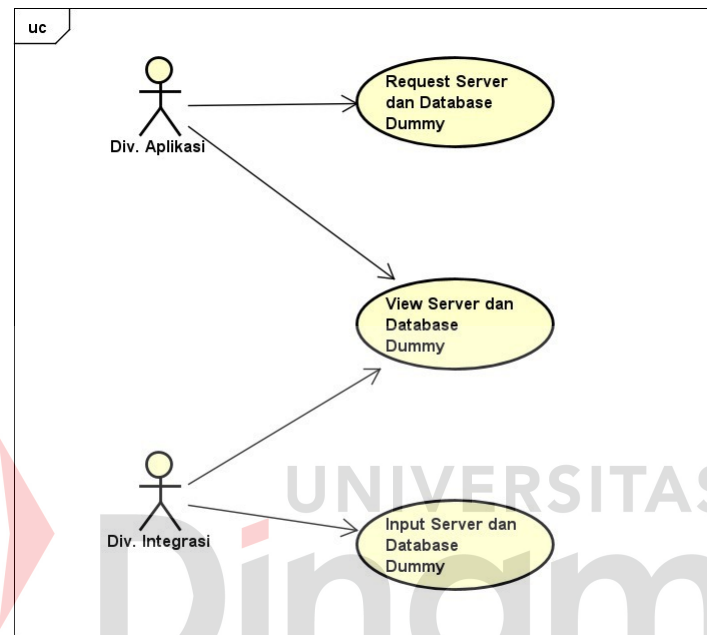 uc
Request Server
dan Database
Dummy
Div. Aplikasi
View Server dan
Database
Dummy
UNIVERSITAS
Div. Integrasi
Input Server dan
Database
Dummy
Dinam